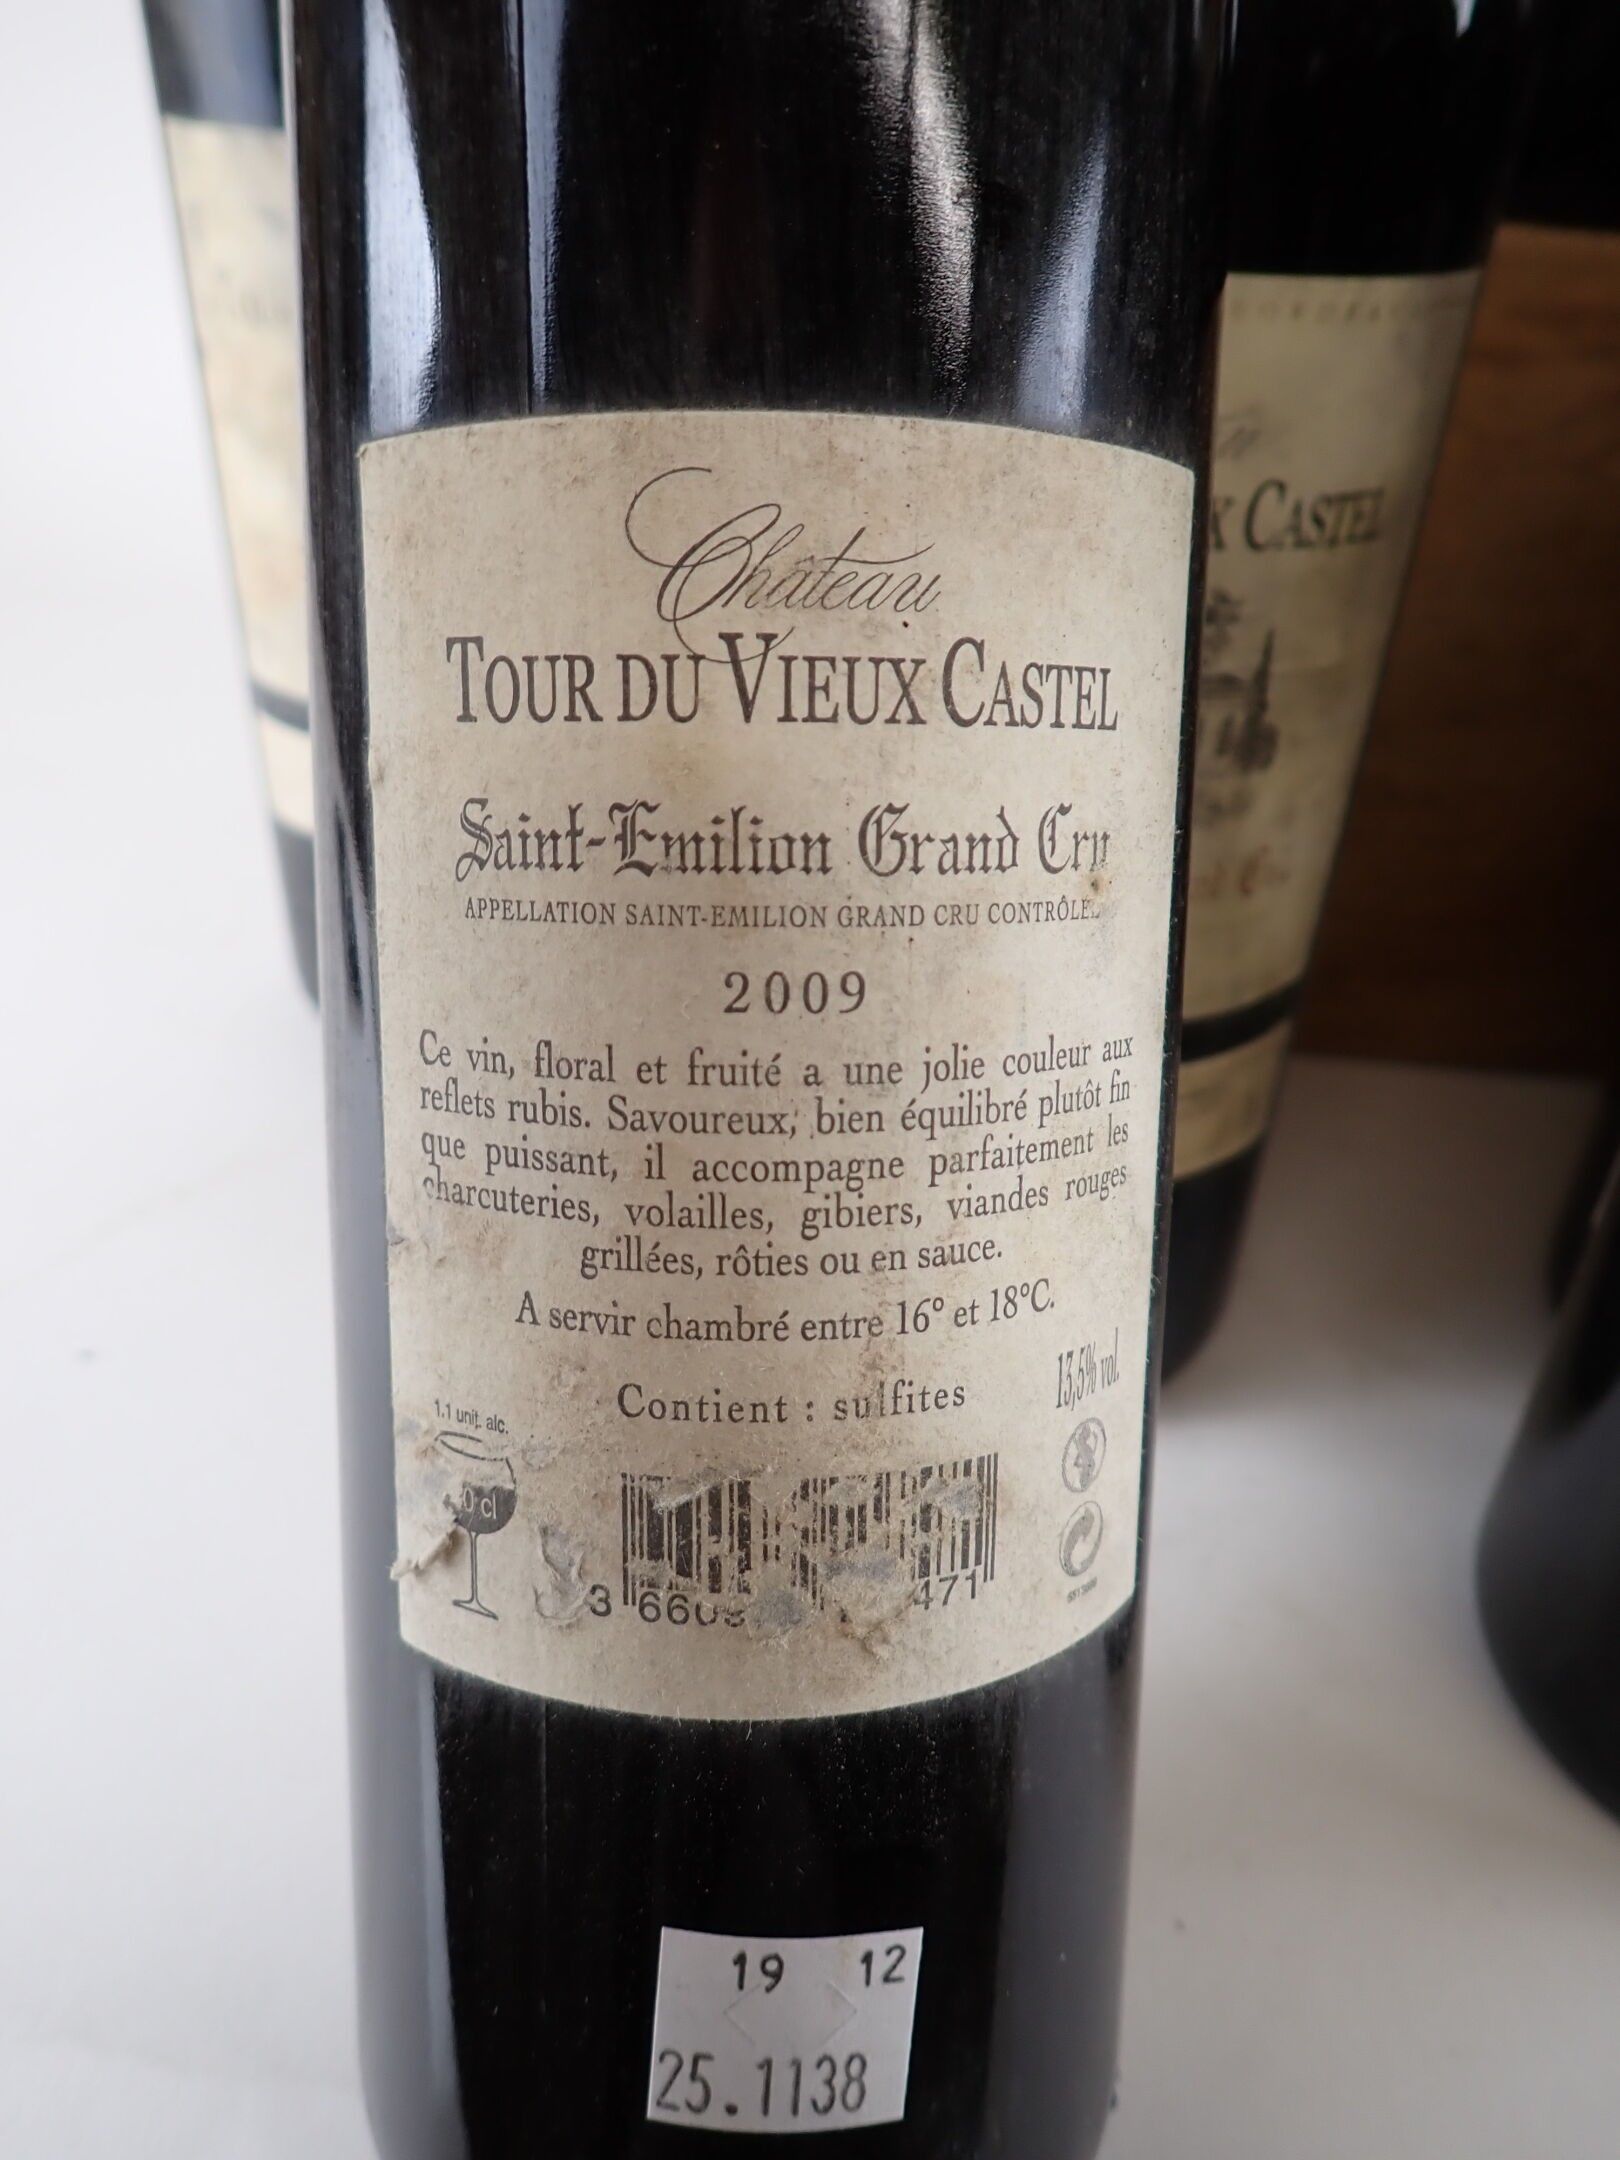 Château
TOUR DU VIEUX CASTEL
Saint-Emilion Grand Cru
APPELLATION SAINT-EMILION GRAND CRU CONTRÔLÉE
2009
Ce vin, floral et fruité a une jolie couleur aux
reflets rubis. Savoureux, bien équilibré plutôt fin
que puissant, il accompagne parfaitement les
charcuteries, volailles, gibiers, viandes rouges
grillées, rôties ou en sauce.
A servir chambré entre 16° et 18°C.
13,5% vol.
Contient : sulfites
1.1 unit. alc.
cl
3 471
19 12
25.1138
CASTEL